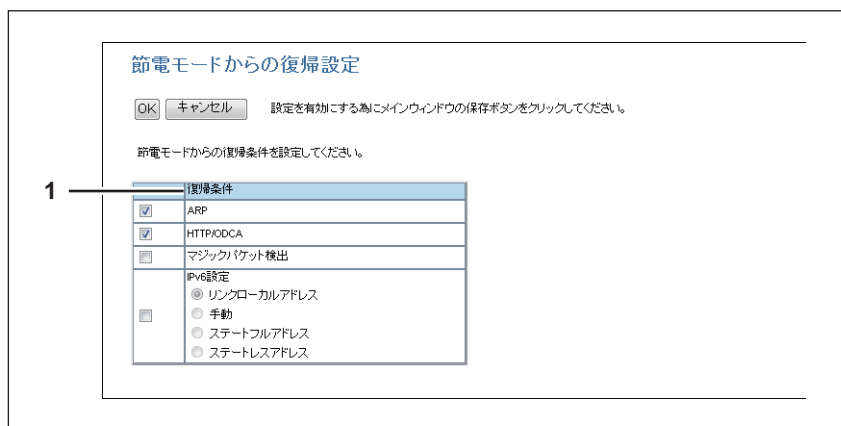 節電モードからの復帰設定
OK キャンセル 設定を有効にする為にメインウィンドウの保存ボタンをクリックしてください。
節電モードからの復帰条件を設定してください。
1
復帰条件
ARP
HTTP/ODCA
マジックパケット検出
IPv6設定
リンクローカルアドレス
手動
ステートフルアドレス
ステートレスアドレス